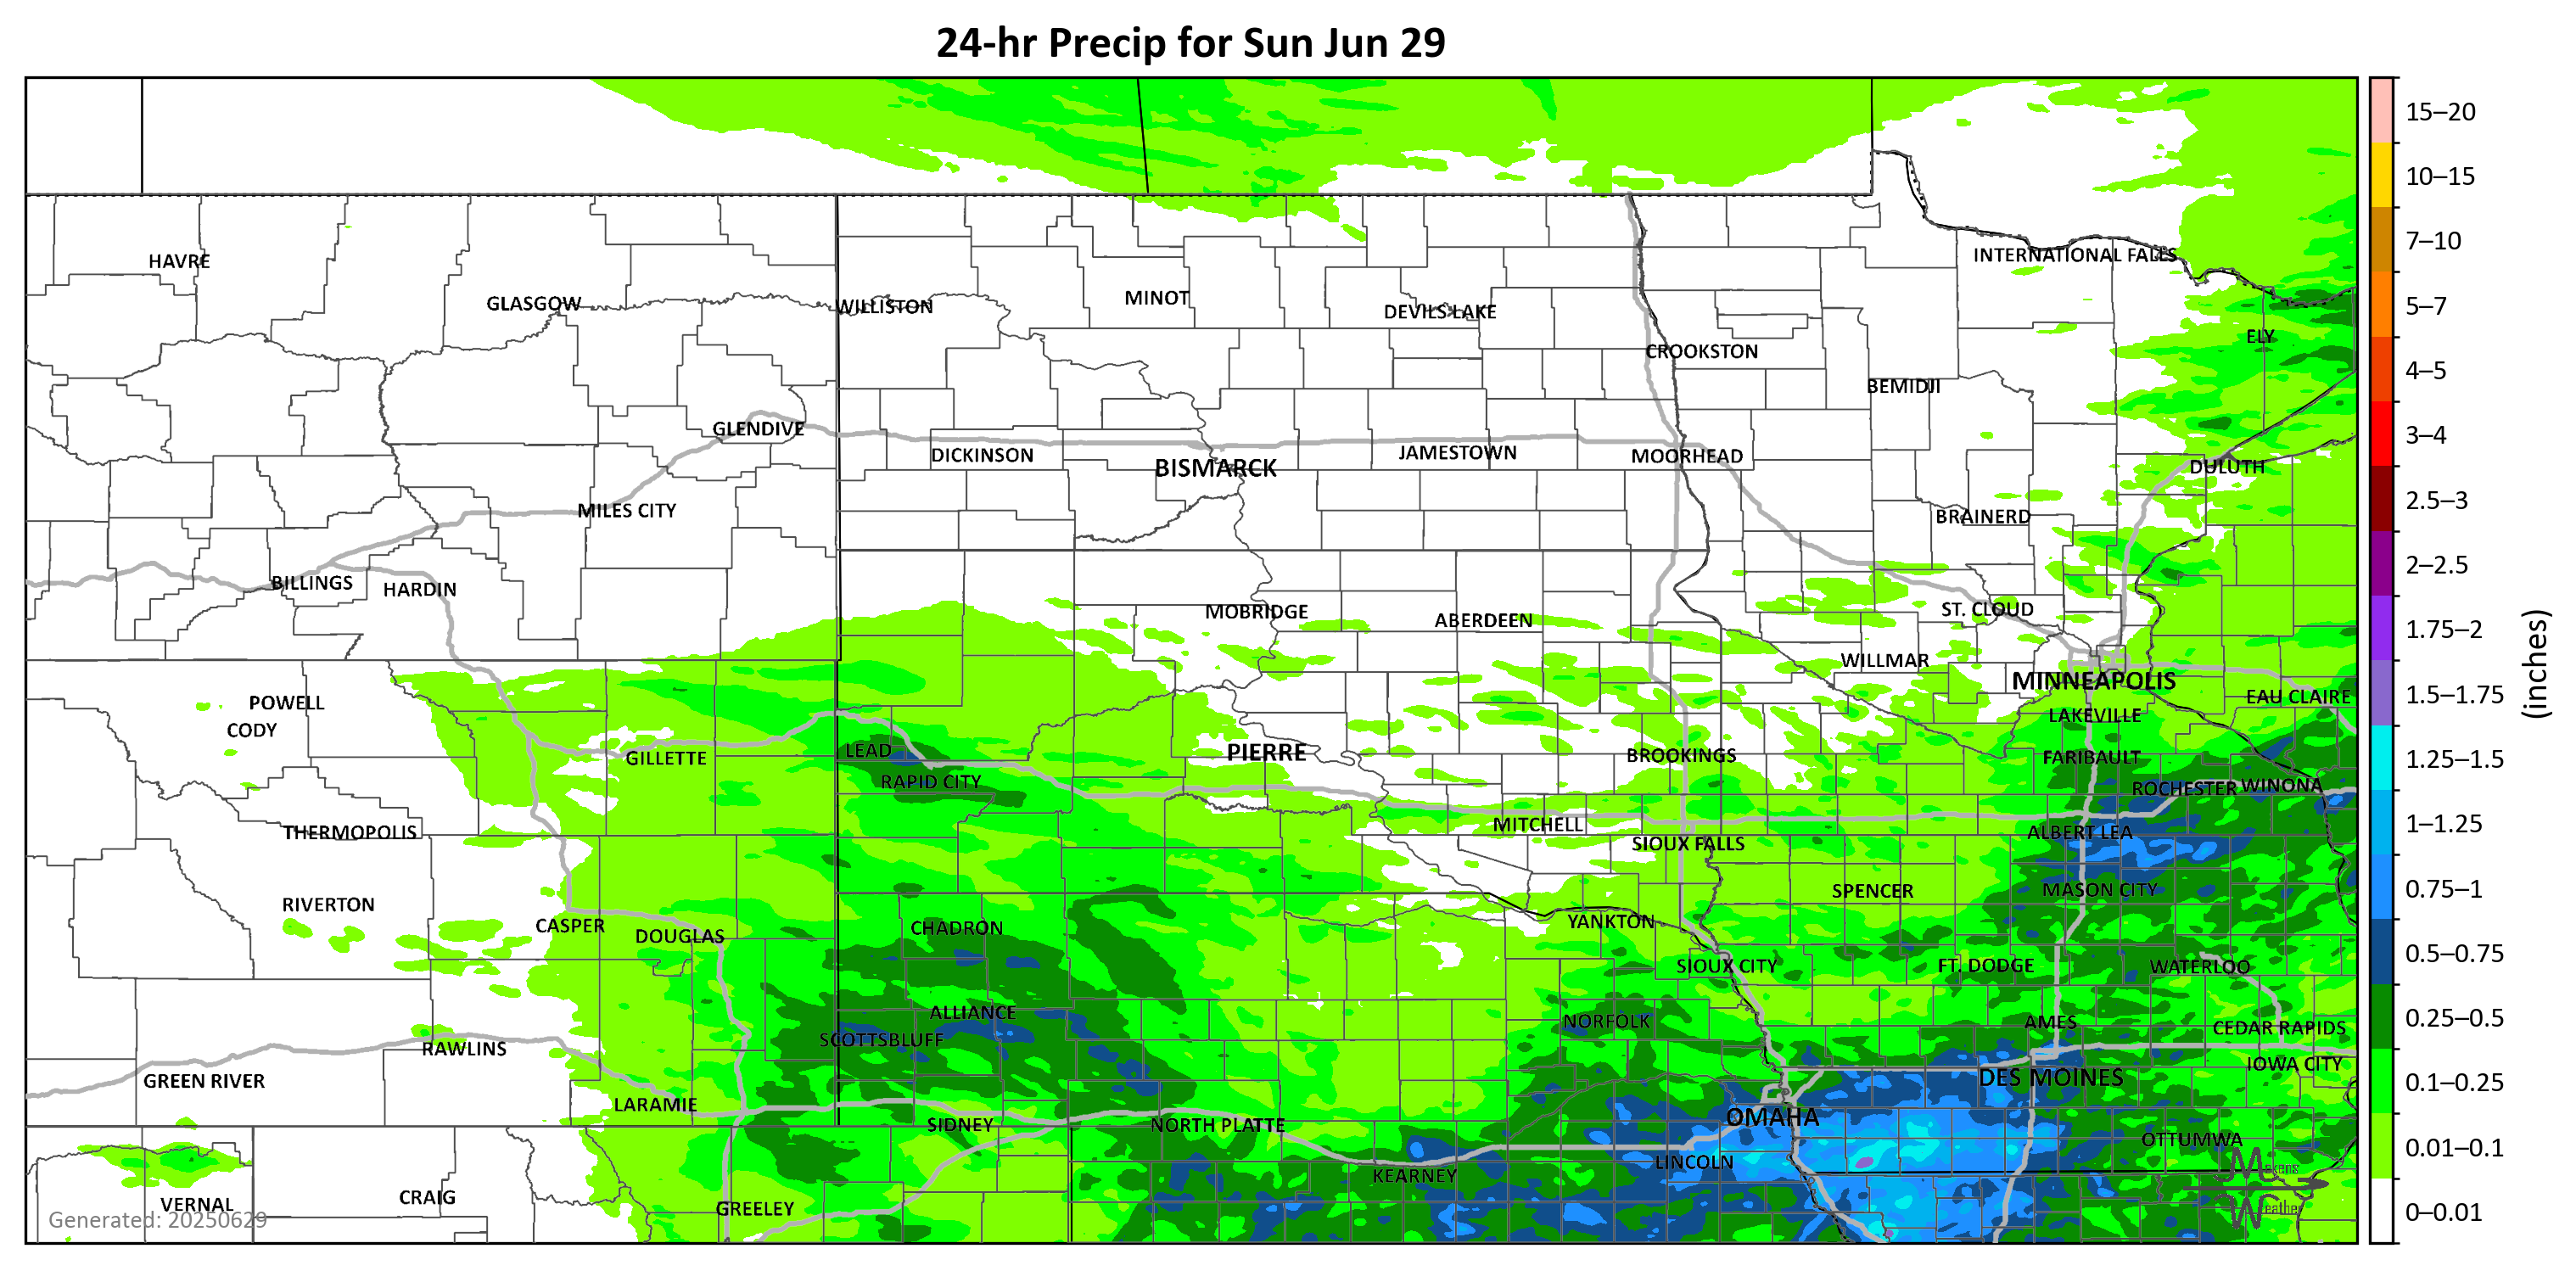 24-hr Precip for Sun Jun 29
15–20
10–15
7–10
5–7
4–5
3–4
2.5–3
2–2.5
1.75–2
1.5–1.75
1.25–1.5
1–1.25
0.75–1
0.5–0.75
0.25–0.5
0.1–0.25
0.01–0.1
0–0.01
(inches)
HAVRE
INTERNATIONAL FALLS
GLASGOW
WILLISTON
MINOT
DEVILS LAKE
ELY
CROOKSTON
BEMIDJI
GLENDIVE
DICKINSON
BISMARCK
JAMESTOWN
MOORHEAD
DULUTH
MILES CITY
BRAINERD
BILLINGS
HARDIN
MOBRIDGE
ABERDEEN
ST. CLOUD
WILLMAR
MINNEAPOLIS
EAU CLAIRE
POWELL
CODY
LAKEVILLE
GILLETTE
LEAD
RAPID CITY
PIERRE
BROOKINGS
FARIBAULT
ROCHESTER
WINONA
THERMOPOLIS
MITCHELL
SIOUX FALLS
ALBERT LEA
RIVERTON
SPENCER
MASON CITY
CASPER
DOUGLAS
CHADRON
YANKTON
SIOUX CITY
FT. DODGE
WATERLOO
ALLIANCE
SCOTTSBLUFF
NORFOLK
AMES
CEDAR RAPIDS
RAWLINS
GREEN RIVER
IOWA CITY
DES MOINES
LARAMIE
SIDNEY
NORTH PLATTE
OMAHA
OTTUMWA
KEARNEY
LINCOLN
VERNAL
CRAIG
GREELEY
Makens
Weather
Generated: 20250629